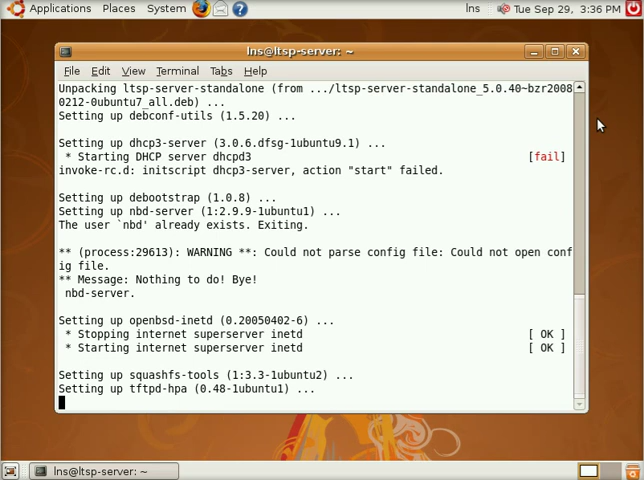 Applications Places System
lns
Tue Sep 29, 3:36 PM
lns@ltsp-server: ~
File Edit View Terminal Tabs Help
Unpacking ltsp-server-standalone (from .../ltsp-server-standalone_5.0.40~bzr2008
0212-0ubuntu7_all.deb) ...
Setting up debconf-utils (1.5.20) ...
Setting up dhcp3-server (3.0.6.dfsg-1ubuntu9.1) ...
* Starting DHCP server dhcpd3 [fail]
invoke-rc.d: initscript dhcp3-server, action "start" failed.
Setting up debootstrap (1.0.8) ...
Setting up nbd-server (1:2.9.9-1ubuntu1) ...
The user `nbd' already exists. Exiting.
** (process:29613): WARNING **: Could not parse config file: Could not open conf
ig file.
** Message: Nothing to do! Bye!
nbd-server.
Setting up openbsd-inetd (0.20050402-6) ...
* Stopping internet superserver inetd [ OK ]
* Starting internet superserver inetd [ OK ]
Setting up squashfs-tools (1:3.3-1ubuntu2) ...
Setting up tftpd-hpa (0.48-1ubuntu1) ...
lns@ltsp-server: ~